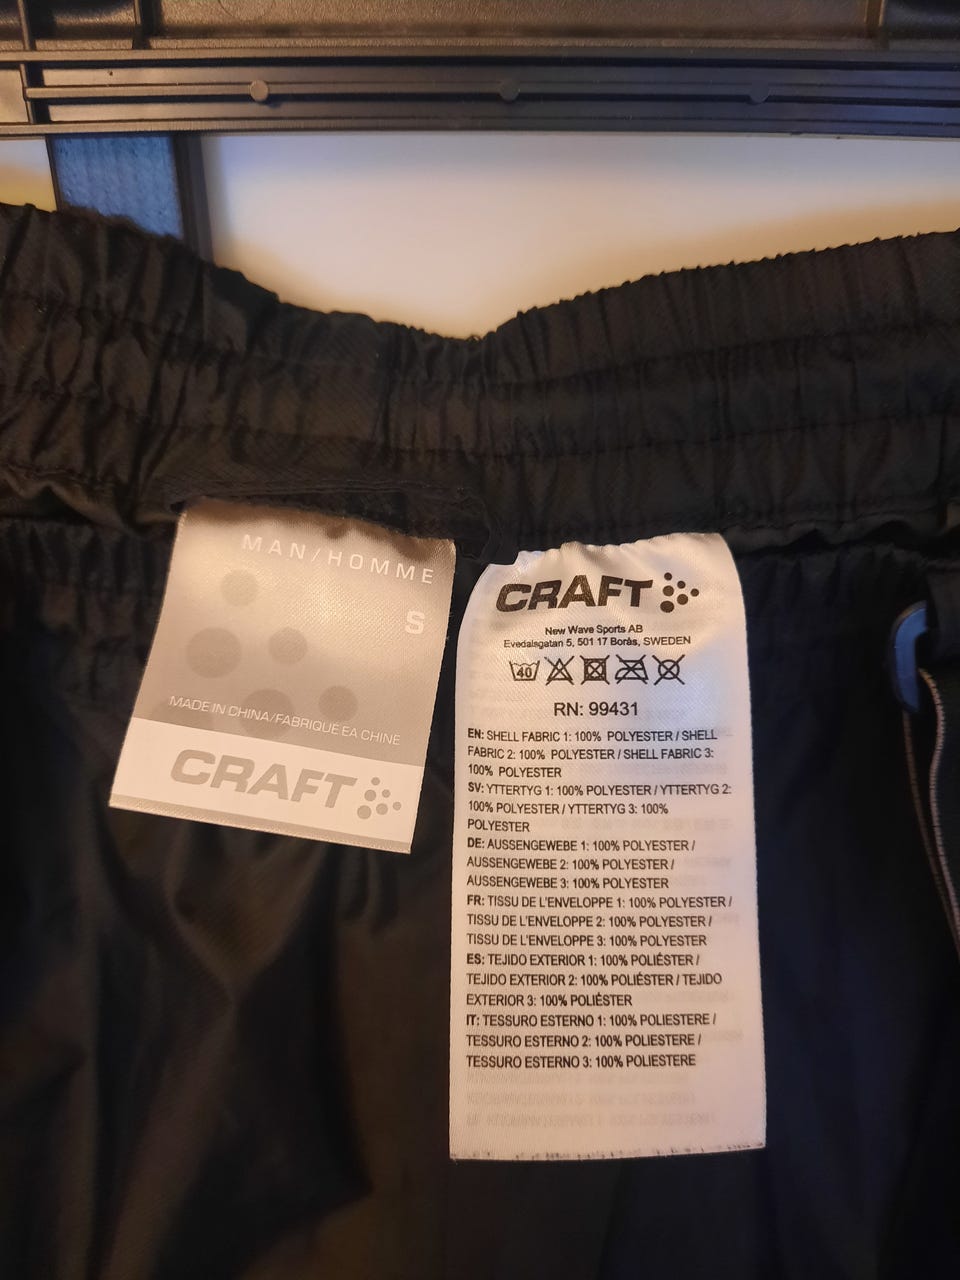 MAN/HOMME
S
MADE IN CHINA/FABRIQUÉ EA CHINE
CRAFT
CRAFT
New Wave Sports AB
Evedalsgatan 5, 501 17 Borås, SWEDEN
40
RN: 99431
EN: SHELL FABRIC 1: 100% POLYESTER / SHELL
FABRIC 2: 100% POLYESTER / SHELL FABRIC 3:
100% POLYESTER
SV: YTTERTYG 1: 100% POLYESTER / YTTERTYG 2:
100% POLYESTER / YTTERTYG 3: 100%
POLYESTER
DE: AUSSENGEWEBE 1: 100% POLYESTER /
AUSSENGEWEBE 2: 100% POLYESTER /
AUSSENGEWEBE 3: 100% POLYESTER
FR: TISSU DE L'ENVELOPPE 1: 100% POLYESTER /
TISSU DE L'ENVELOPPE 2: 100% POLYESTER /
TISSU DE L'ENVELOPPE 3: 100% POLYESTER
ES: TEJIDO EXTERIOR 1: 100% POLIÉSTER /
TEJIDO EXTERIOR 2: 100% POLIÉSTER / TEJIDO
EXTERIOR 3: 100% POLIÉSTER
IT: TESSURO ESTERNO 1: 100% POLIESTERE /
TESSURO ESTERNO 2: 100% POLIESTERE /
TESSURO ESTERNO 3: 100% POLIESTERE